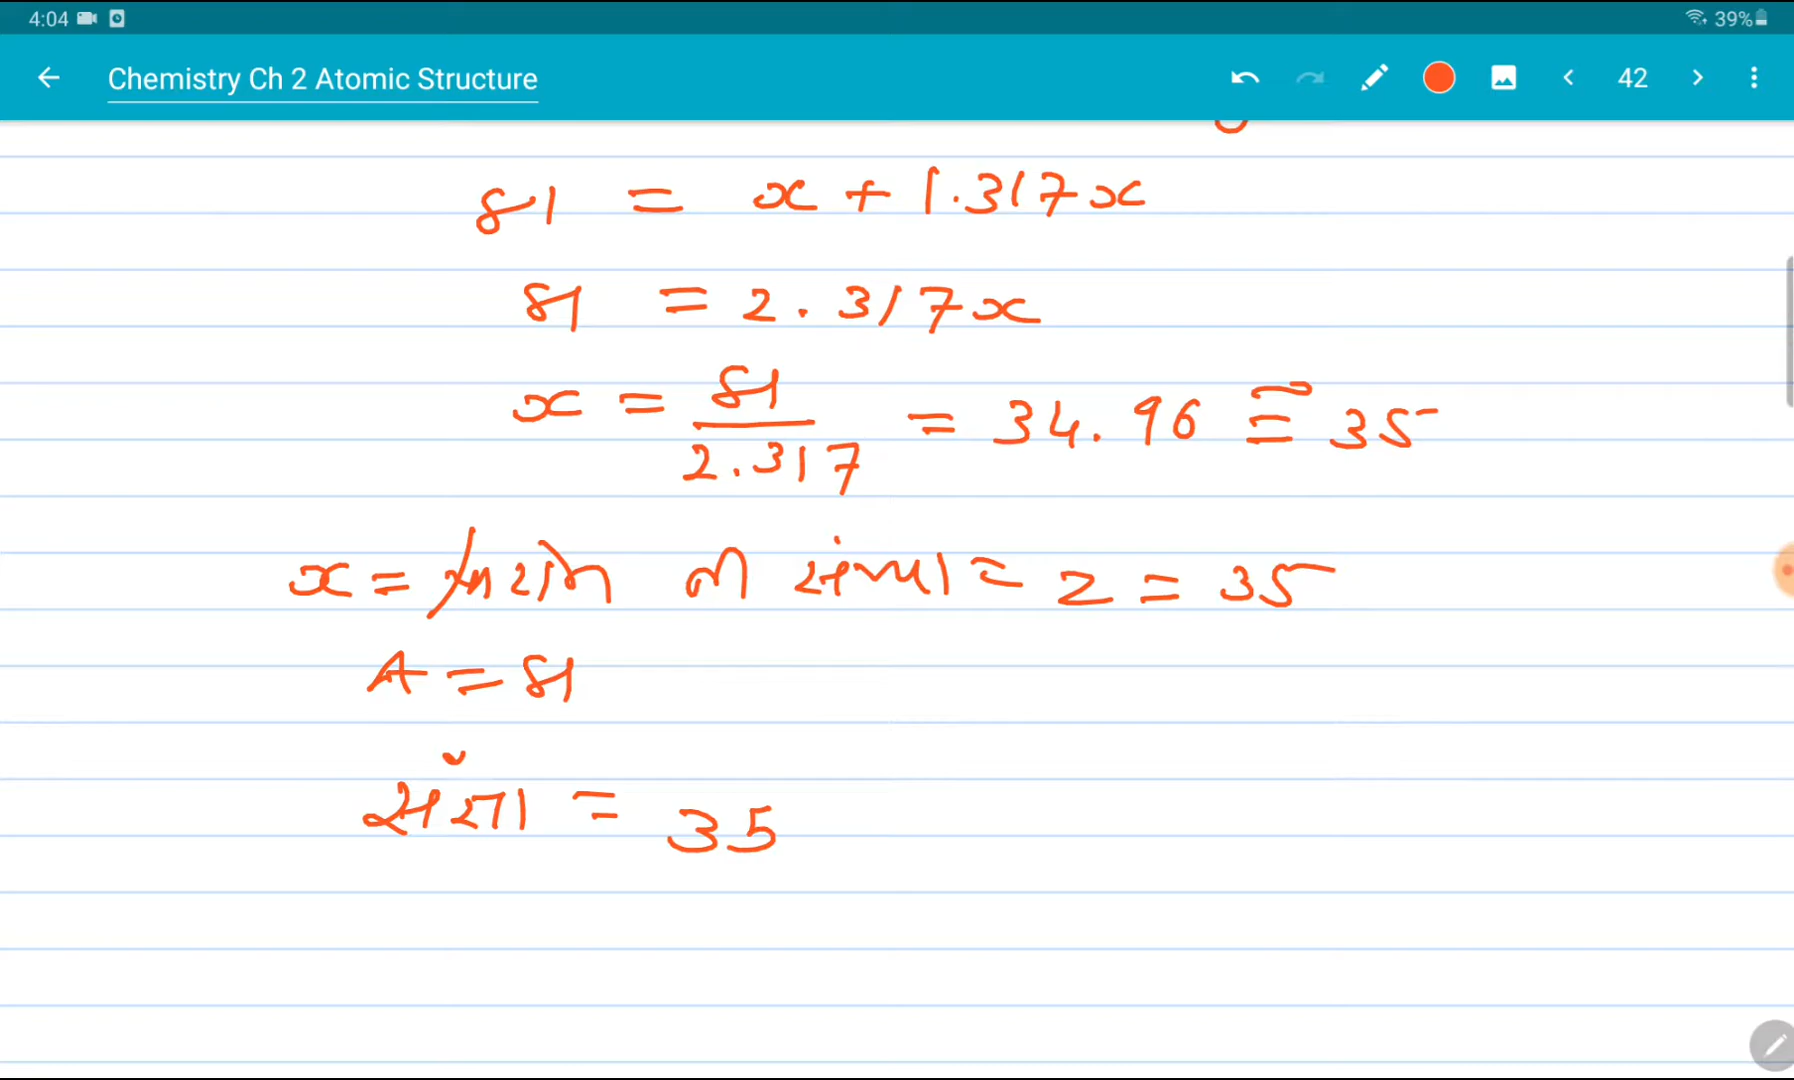 4:04 39%
Chemistry Ch 2 Atomic Structure 42
81 = x + 1.317x
81 = 2.317x
x = 81/2.317 = 34.96 ≅ 35
x = = Z = 35
A = 81
= 35